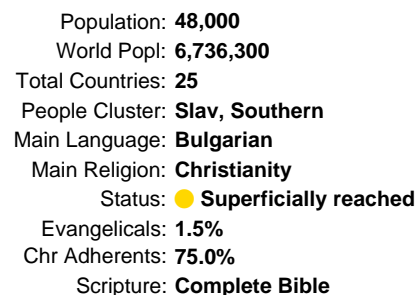 Population: 48,000
World Popl: 6,736,300
Total Countries: 25
People Cluster: Slav, Southern
Main Language: Bulgarian
Main Religion: Christianity
Status: Superficially reached
Evangelicals: 1.5%
Chr Adherents: 75.0%
Scripture: Complete Bible